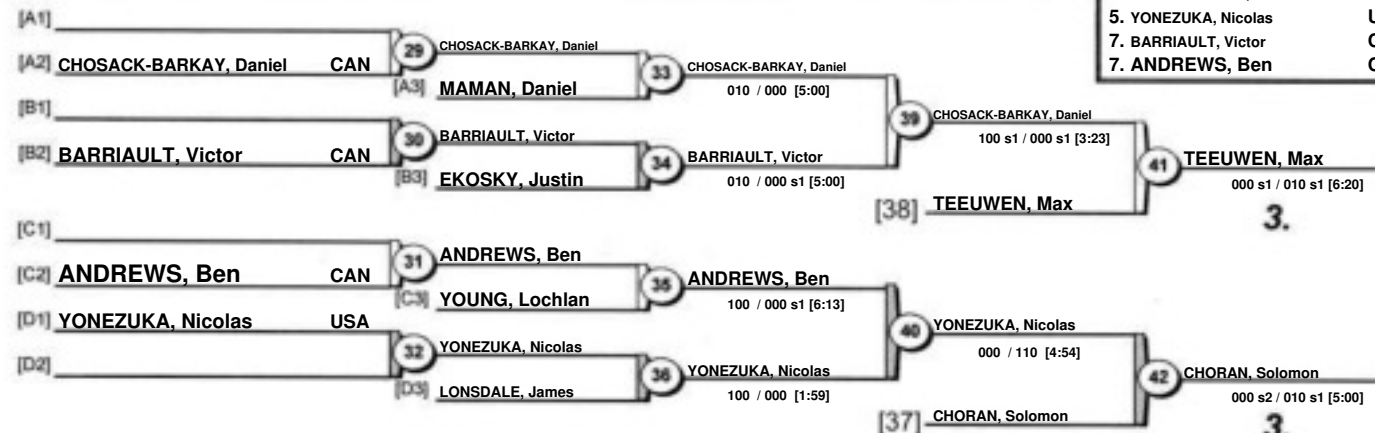 5. YONEZUKA, Nicolas U
7. BARRIAULT, Victor C
7. ANDREWS, Ben C
[A1]
[A2] CHOSACK-BARKAY, Daniel CAN
29
CHOSACK-BARKAY, Daniel
[A3] MAMAN, Daniel
33
CHOSACK-BARKAY, Daniel
010 / 000 [5:00]
[B1]
[B2] BARRIAULT, Victor CAN
30
BARRIAULT, Victor
[B3] EKOSKY, Justin
34
BARRIAULT, Victor
010 / 000 s1 [5:00]
39
CHOSACK-BARKAY, Daniel
100 s1 / 000 s1 [3:23]
[38] TEEUWEN, Max
41
TEEUWEN, Max
000 s1 / 010 s1 [6:20]
3.
[C1]
[C2] ANDREWS, Ben CAN
31
ANDREWS, Ben
[C3] YOUNG, Lochlan
35
ANDREWS, Ben
100 / 000 s1 [6:13]
[D1] YONEZUKA, Nicolas USA
[D2]
32
YONEZUKA, Nicolas
[D3] LONSDALE, James
36
YONEZUKA, Nicolas
100 / 000 [1:59]
40
YONEZUKA, Nicolas
000 / 110 [4:54]
[37] CHORAN, Solomon
42
CHORAN, Solomon
000 s2 / 010 s1 [5:00]
3.